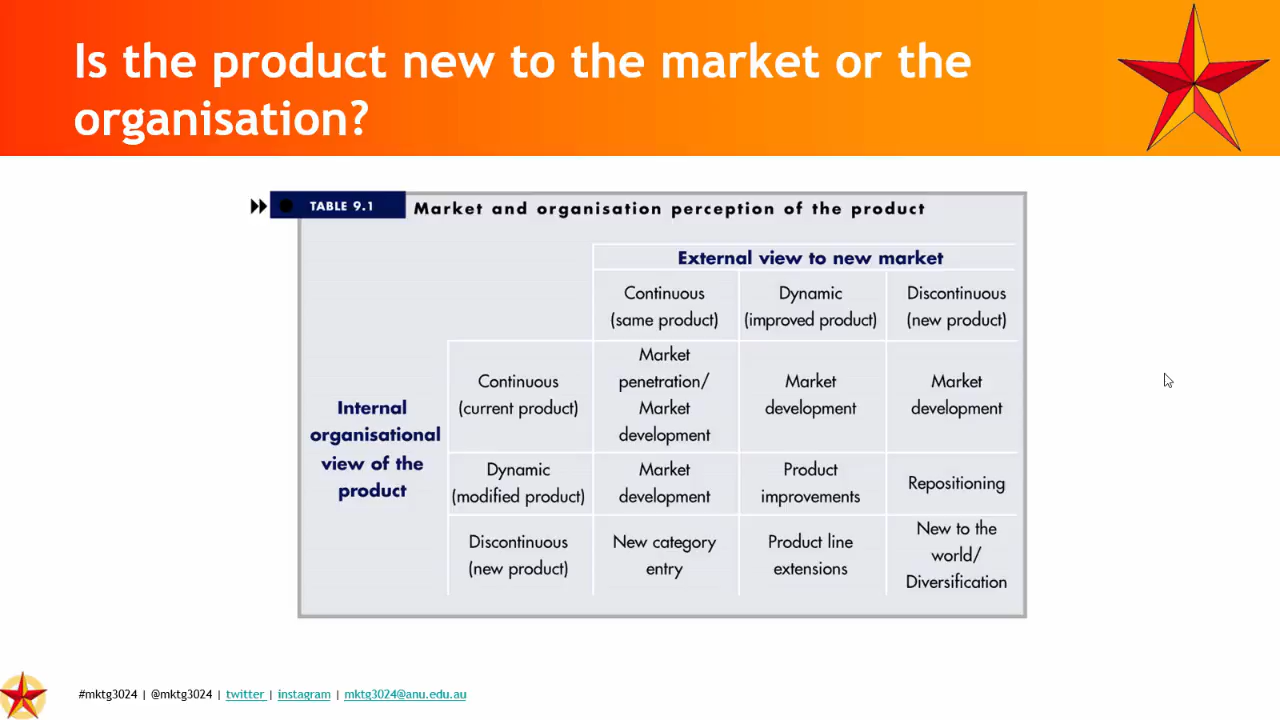 Is the product new to the market or the
organisation?
TABLE 9.1
Market and organisation perception of the product
External view to new market
Continuous
(same product)
Dynamic
(improved product)
Discontinuous
(new product)
Internal
organisational
view of the
product
Continuous
(current product)
Market
penetration/
Market
development
Market
development
Market
development
Dynamic
(modified product)
Market
development
Product
improvements
Repositioning
Discontinuous
(new product)
New category
entry
Product line
extensions
New to the
world/
Diversification
#mktg3024 | @mktg3024 | twitter | instagram | mktg3024@anu.edu.au